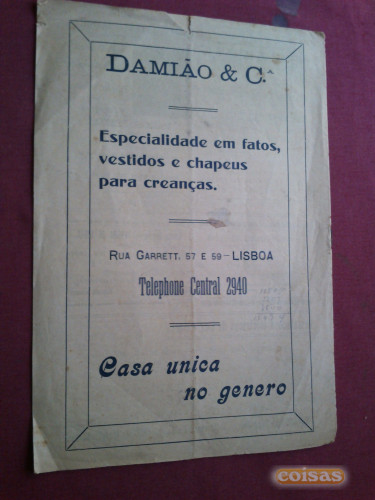 DAMIÃO & C.ª
Especialidade em fatos,
vestidos e chapeus
para creanças.
RUA GARRETT, 57 E 59 - LISBOA
Telephone Central 2940
Casa unica
no genero
coisas